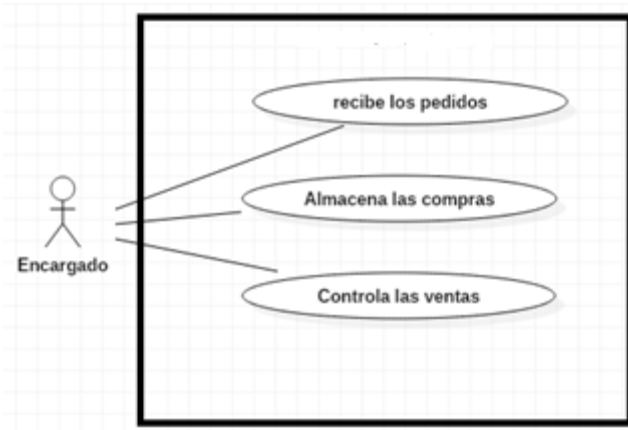 recibe los pedidos
Almacena las compras
Encargado
Controla las ventas